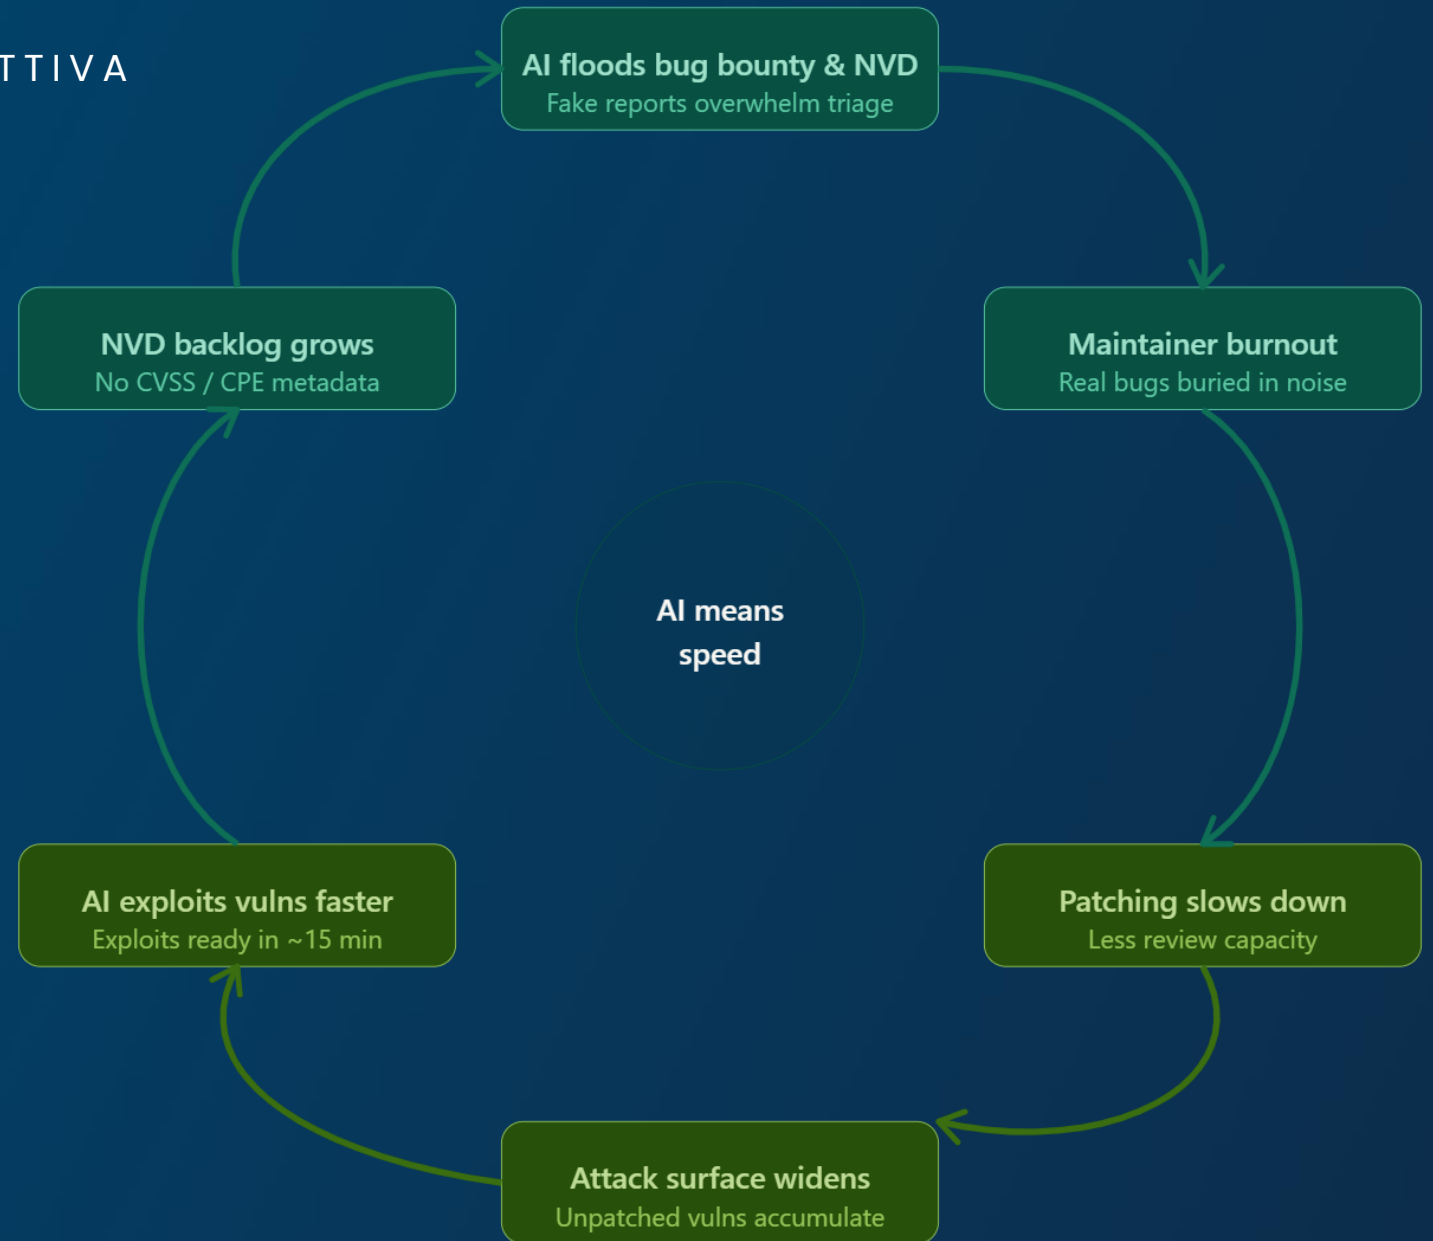 TTIVA
AI floods bug bounty & NVD
Fake reports overwhelm triage
NVD backlog grows
No CVSS / CPE metadata
Maintainer burnout
Real bugs buried in noise
AI means
speed
AI exploits vulns faster
Exploits ready in ~15 min
Patching slows down
Less review capacity
Attack surface widens
Unpatched vulns accumulate